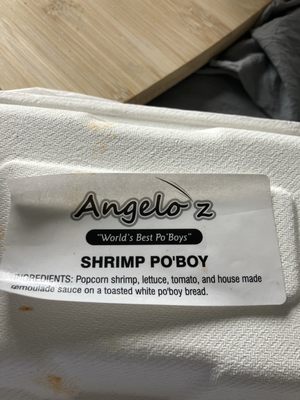 Angelo'z
"World's Best Po'Boys"
SHRIMP PO'BOY
INGREDIENTS: Popcorn shrimp, lettuce, tomato, and house made
remoulade sauce on a toasted white po'boy bread.